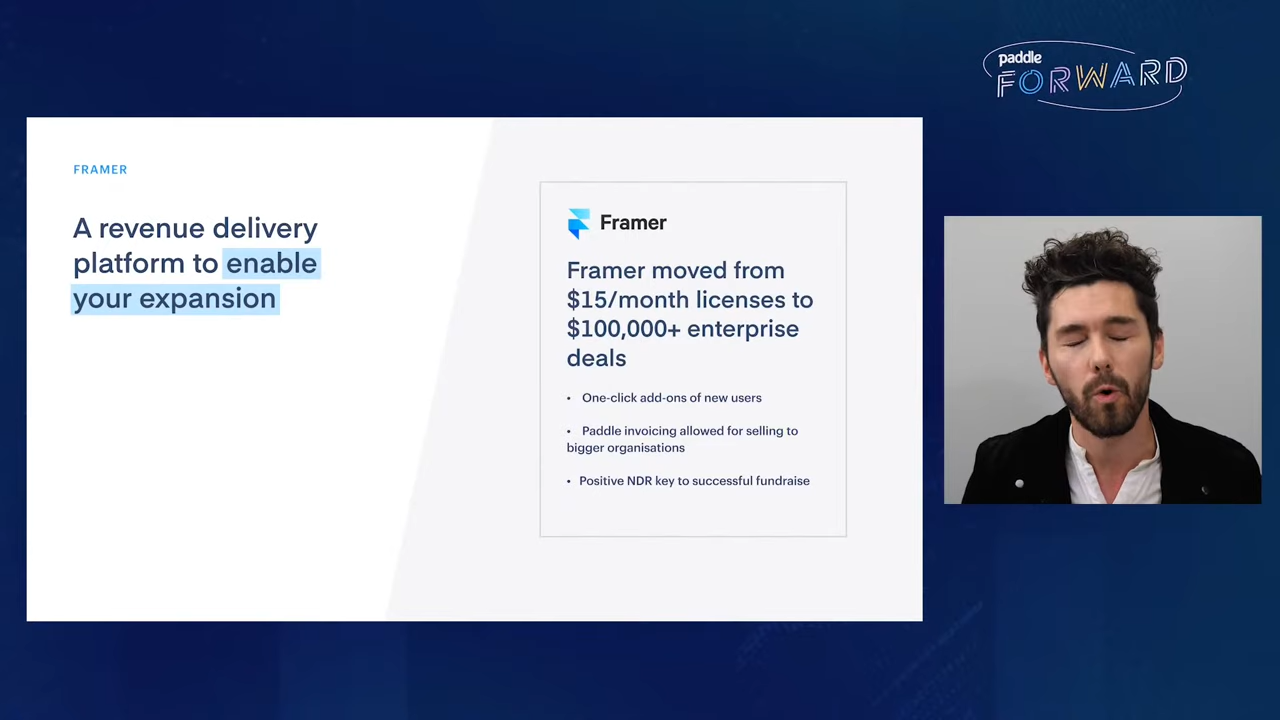 paddle
FORWARD
FRAMER
A revenue delivery
platform to enable
your expansion
Framer
Framer moved from
$15/month licenses to
$100,000+ enterprise
deals
• One-click add-ons of new users
• Paddle invoicing allowed for selling to
bigger organisations
• Positive NDR key to successful fundraise